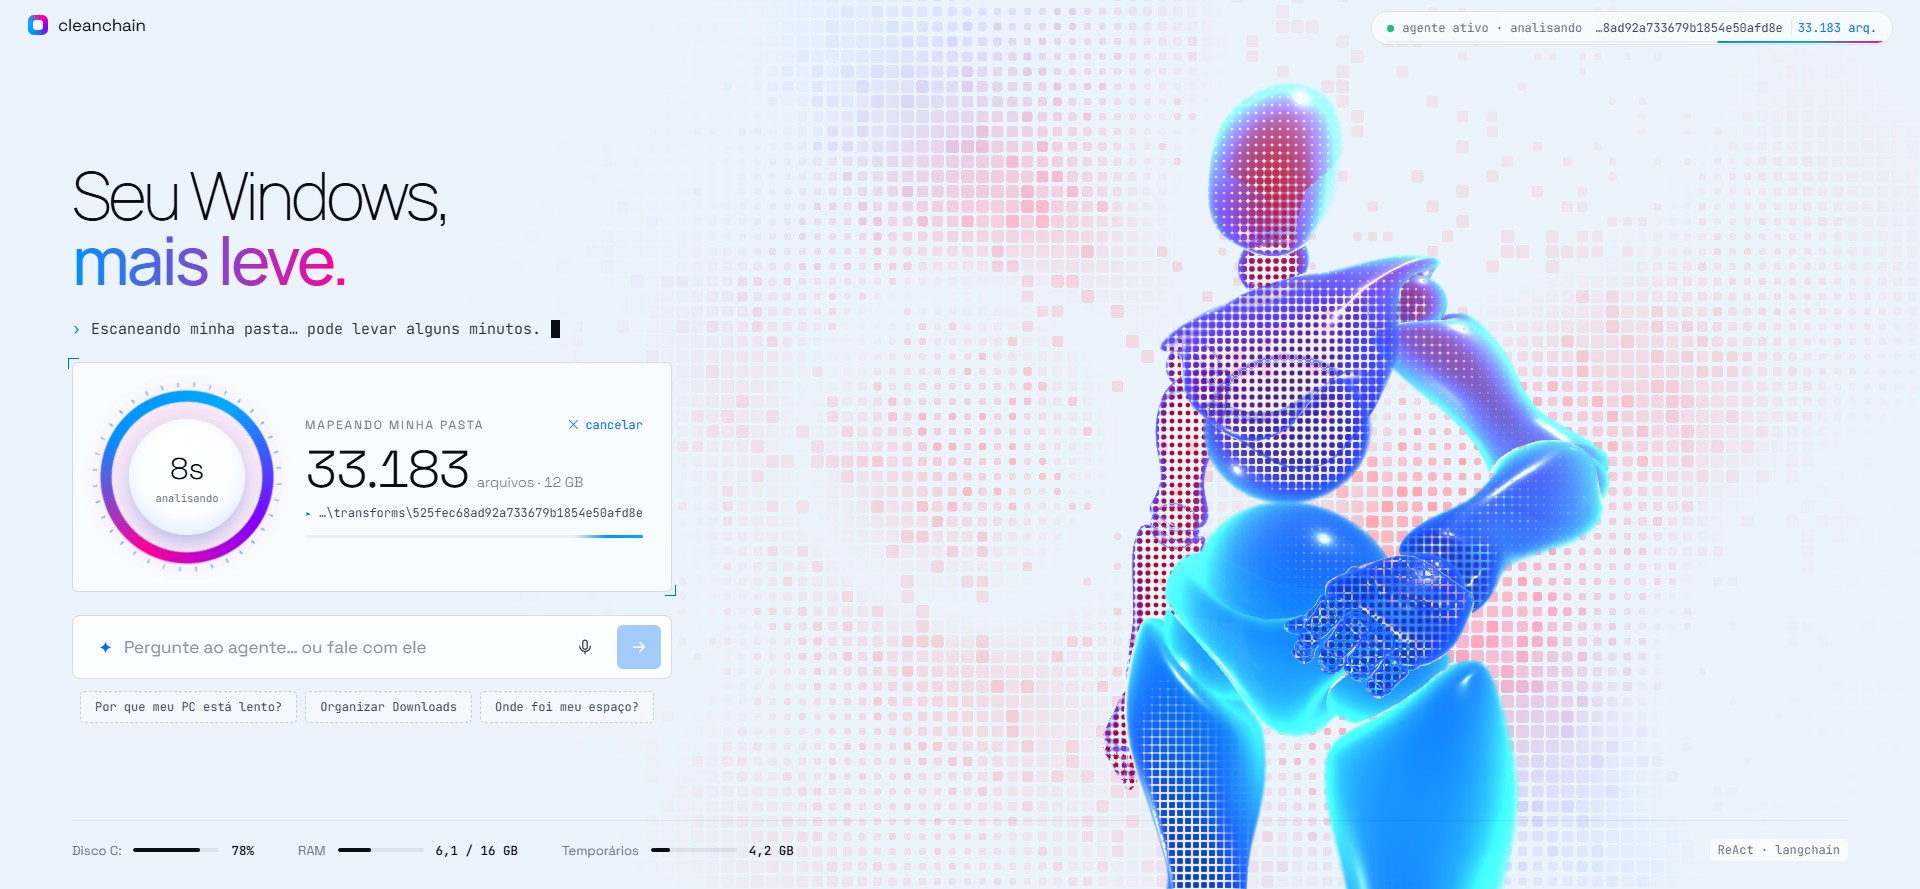 cleanchain
agente ativo · analisando …8ad92a733679b1854e50afd8e 33.183 arq.
Seu Windows,
mais leve.
› Escaneando minha pasta… pode levar alguns minutos.
8s
analisando
MAPEANDO MINHA PASTA
cancelar
33.183 arquivos · 12 GB
▸ …\transforms\525fec68ad92a733679b1854e50afd8e
Pergunte ao agente… ou fale com ele
Por que meu PC está lento?
Organizar Downloads
Onde foi meu espaço?
Disco C: 78%
RAM 6,1 / 16 GB
Temporários 4,2 GB
ReAct · langchain